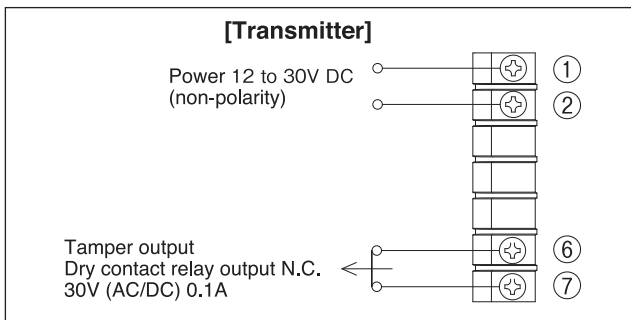 [Transmitter]
Power 12 to 30V DC
(non-polarity)
①
②
Tamper output
Dry contact relay output N.C.
30V (AC/DC) 0.1A
⑥
⑦